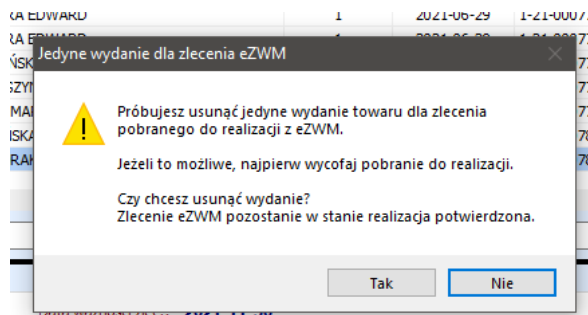 RA EDWARD 1 2021-06-29
Jedyne wydanie dla zlecenia eZWM
Próbujesz usunąć jedyne wydanie towaru dla zlecenia
pobranego do realizacji z eZWM.
Jeżeli to możliwe, najpierw wycofaj pobranie do realizacji.
Czy chcesz usunąć wydanie?
Zlecenie eZWM pozostanie w stanie realizacja potwierdzona.
Tak Nie